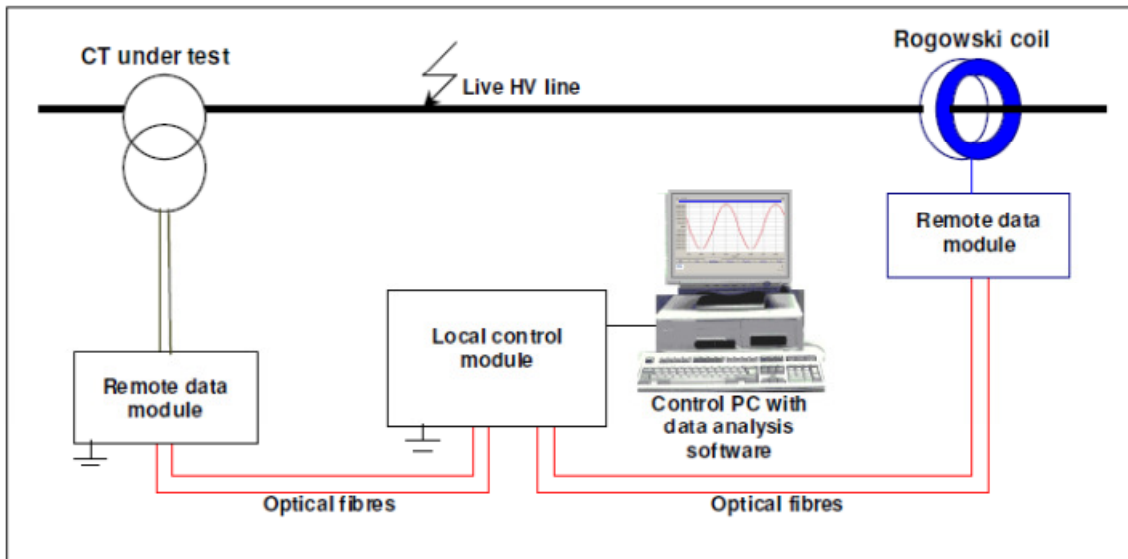 CT under test
Live HV line
Rogowski coil
Remote data
module
Local control
module
Remote data
module
Control PC with
data analysis
software
Optical fibres
Optical fibres